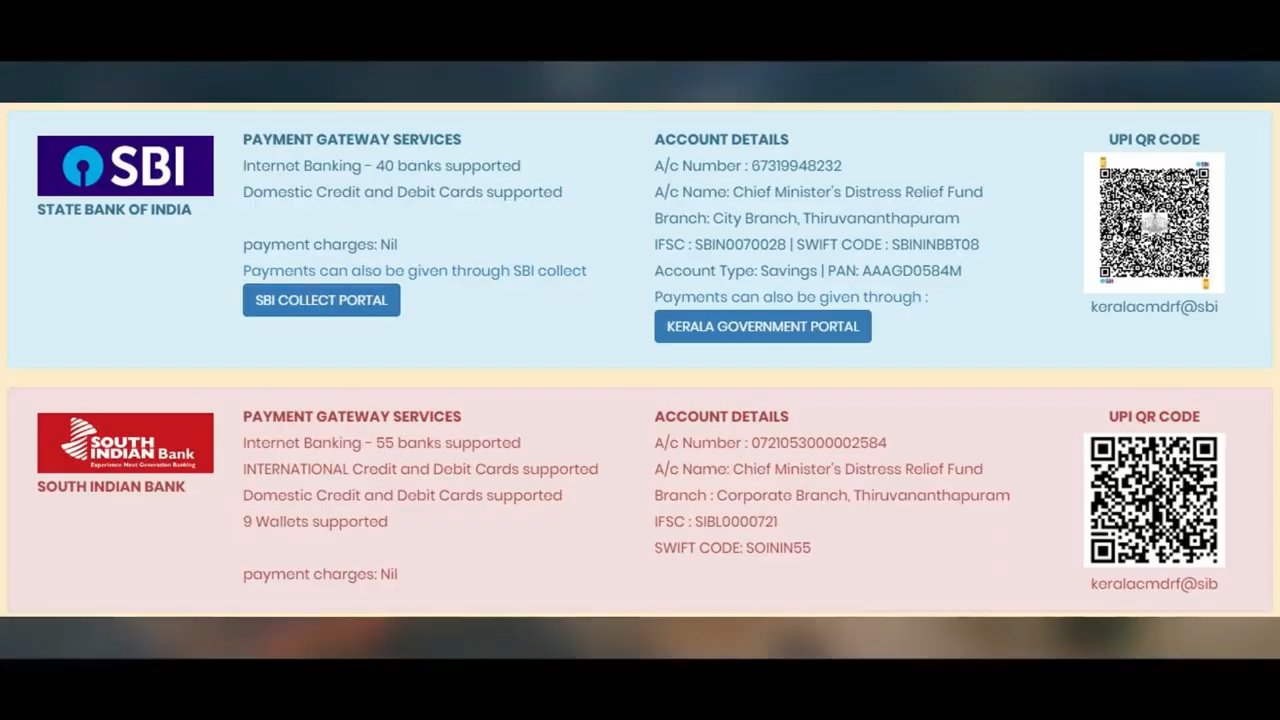 SBI
STATE BANK OF INDIA
PAYMENT GATEWAY SERVICES
Internet Banking - 40 banks supported
Domestic Credit and Debit Cards supported
payment charges: Nil
Payments can also be given through SBI collect
SBI COLLECT PORTAL
ACCOUNT DETAILS
A/c Number : 67319948232
A/c Name: Chief Minister's Distress Relief Fund
Branch: City Branch, Thiruvananthapuram
IFSC : SBIN0070028 | SWIFT CODE : SBININBBT08
Account Type: Savings | PAN: AAAGD0584M
Payments can also be given through :
KERALA GOVERNMENT PORTAL
UPI QR CODE
keralacmdrf@sbi
SOUTH
INDIAN Bank
Experience Next Generation Banking
SOUTH INDIAN BANK
PAYMENT GATEWAY SERVICES
Internet Banking - 55 banks supported
INTERNATIONAL Credit and Debit Cards supported
Domestic Credit and Debit Cards supported
9 Wallets supported
payment charges: Nil
ACCOUNT DETAILS
A/c Number : 0721053000002584
A/c Name: Chief Minister's Distress Relief Fund
Branch : Corporate Branch, Thiruvananthapuram
IFSC : SIBL0000721
SWIFT CODE: SOININ55
UPI QR CODE
keralacmdrf@sib